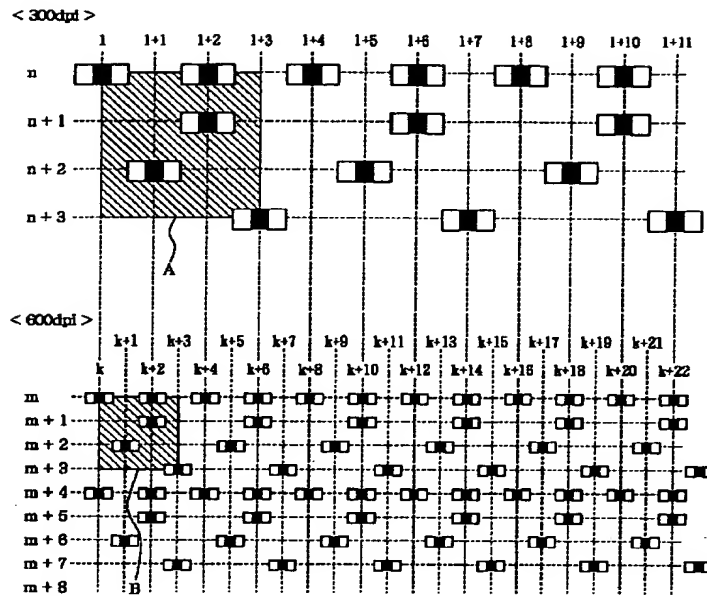 < 300dpi >
l l+1 l+2 l+3 l+4 l+5 l+6 l+7 l+8 l+9 l+10 l+11
n
n + 1
n + 2
n + 3
A
< 600dpi >
k+1 k+3 k+5 k+7 k+9 k+11 k+13 k+15 k+17 k+19 k+21
k k+2 k+4 k+6 k+8 k+10 k+12 k+14 k+16 k+18 k+20 k+22
m
m + 1
m + 2
m + 3
m + 4
m + 5
m + 6
m + 7
m + 8
B